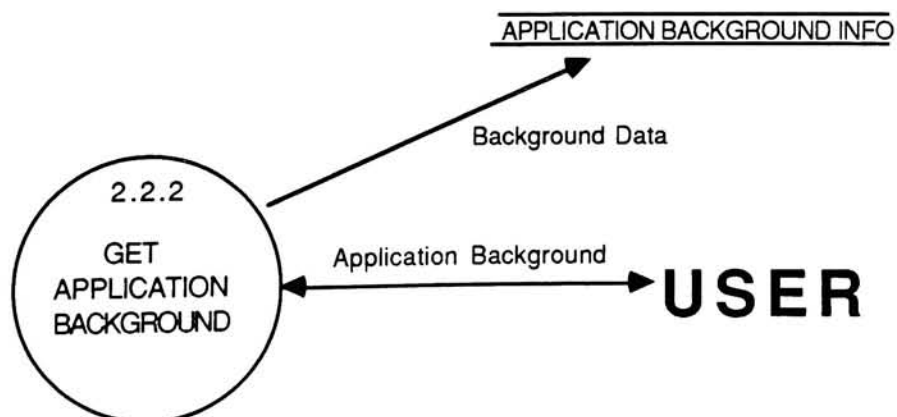 APPLICATION BACKGROUND INFO
Background Data
2.2.2
GET
APPLICATION
BACKGROUND
Application Background
USER